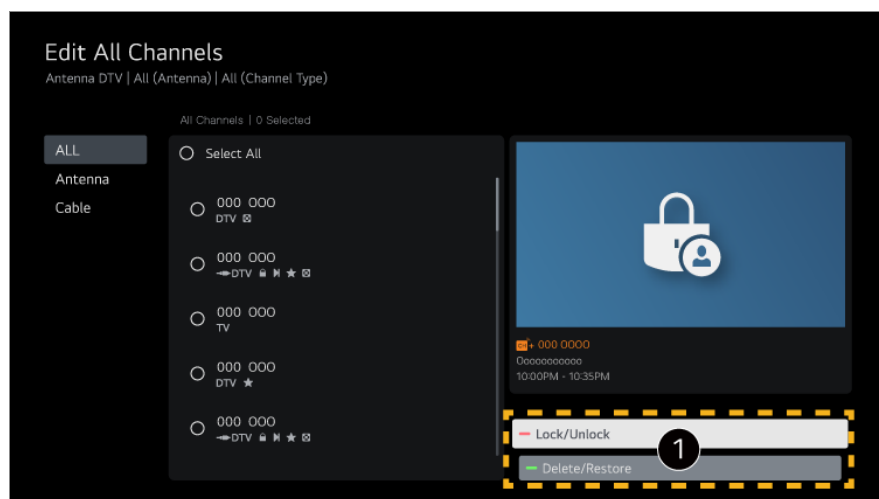 Edit All Channels
Antenna DTV | All (Antenna) | All (Channel Type)
All Channels | 0 Selected
ALL
Antenna
Cable
Select All
000 000
DTV
000 000
DTV
000 000
TV
000 000
DTV
000 000
DTV
CH+ 000 0000
Ooooooooooo
10:00PM - 10:35PM
Lock/Unlock
1
Delete/Restore